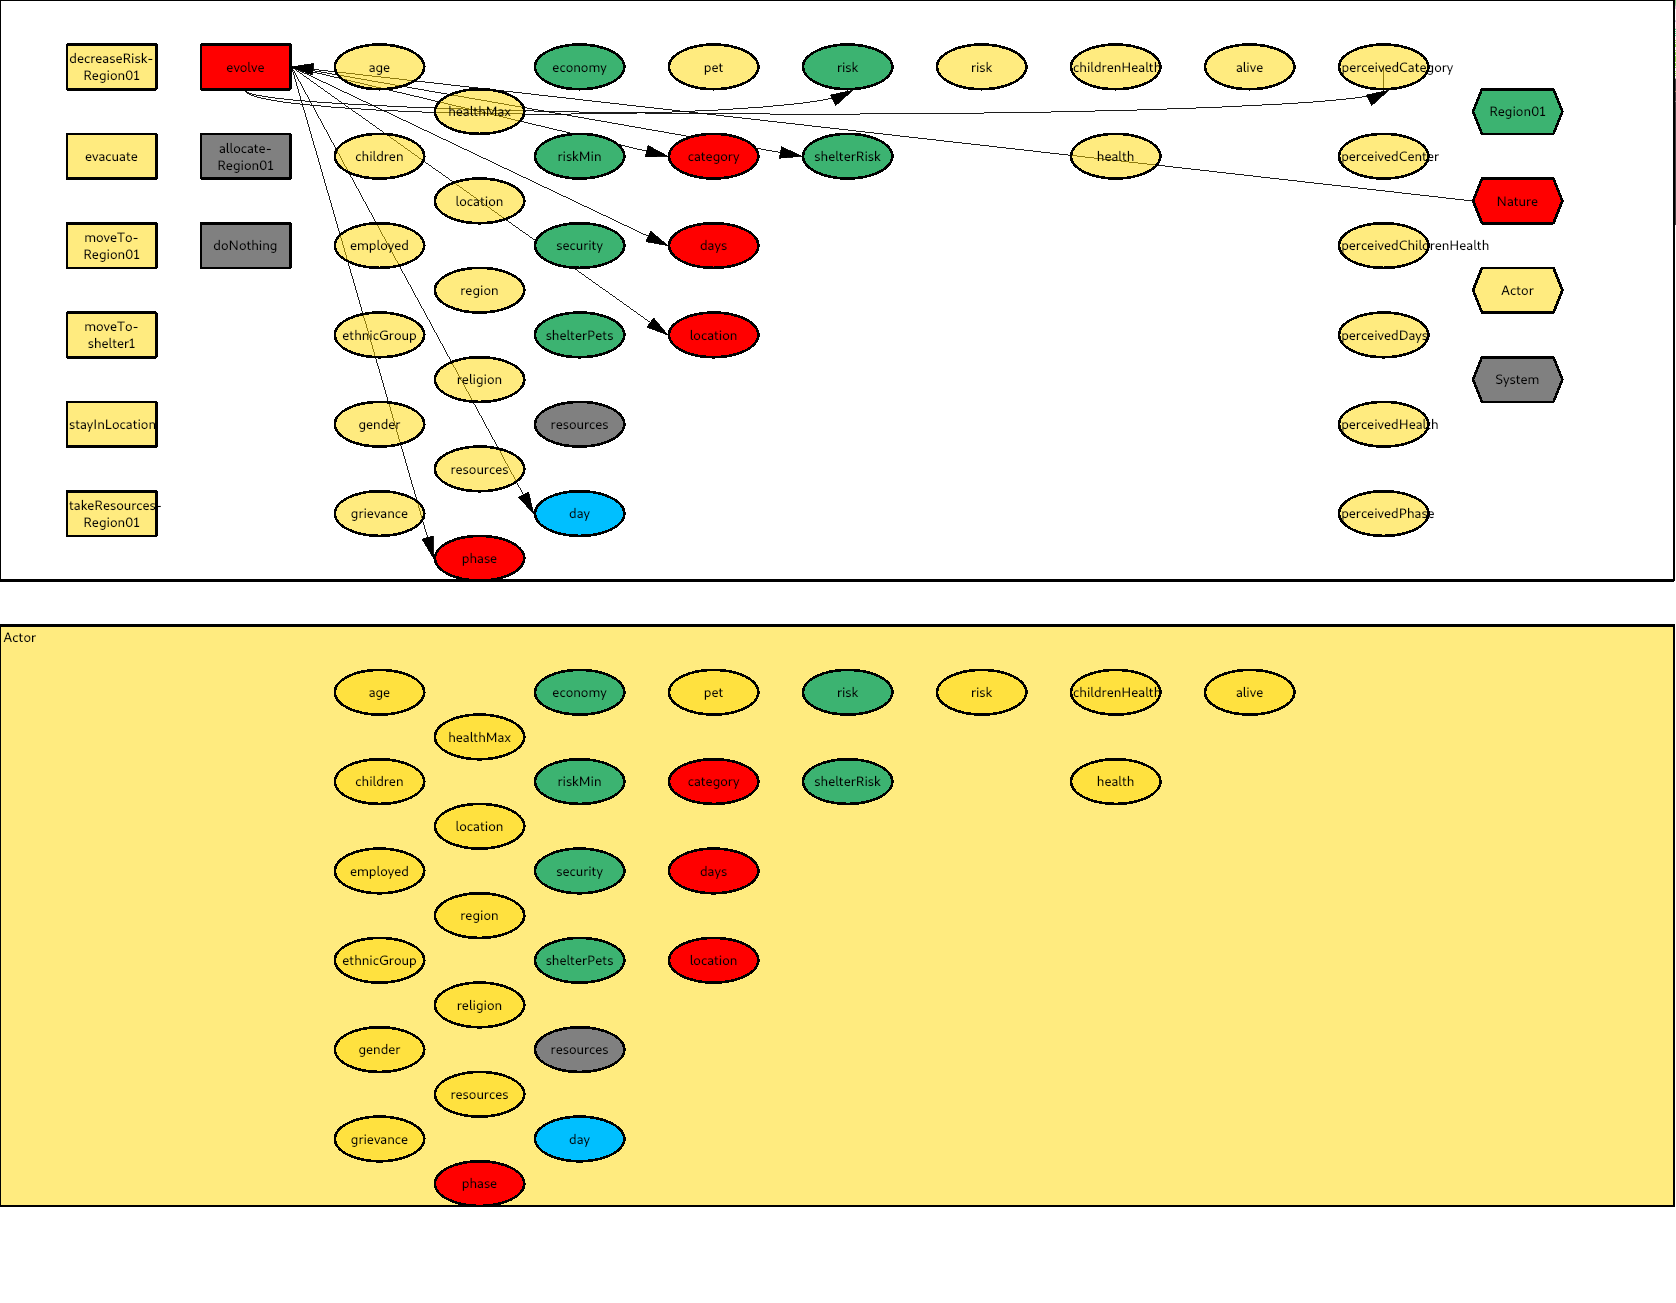 decreaseRisk-
Region01
evolve
age
economy
pet
risk
risk
childrenHealth
alive
perceivedCategory
healthMax
Region01
evacuate
allocate-
Region01
children
riskMin
category
shelterRisk
health
perceivedCenter
location
Nature
moveTo-
Region01
doNothing
employed
security
days
perceivedChildrenHealth
region
Actor
moveTo-
shelter1
ethnicGroup
shelterPets
location
perceivedDays
religion
System
stayInLocation
gender
resources
perceivedHealth
resources
takeResources-
Region01
grievance
day
perceivedPhase
phase
Actor
age
economy
pet
risk
risk
childrenHealth
alive
healthMax
children
riskMin
category
shelterRisk
health
location
employed
security
days
region
ethnicGroup
shelterPets
location
religion
gender
resources
resources
grievance
day
phase